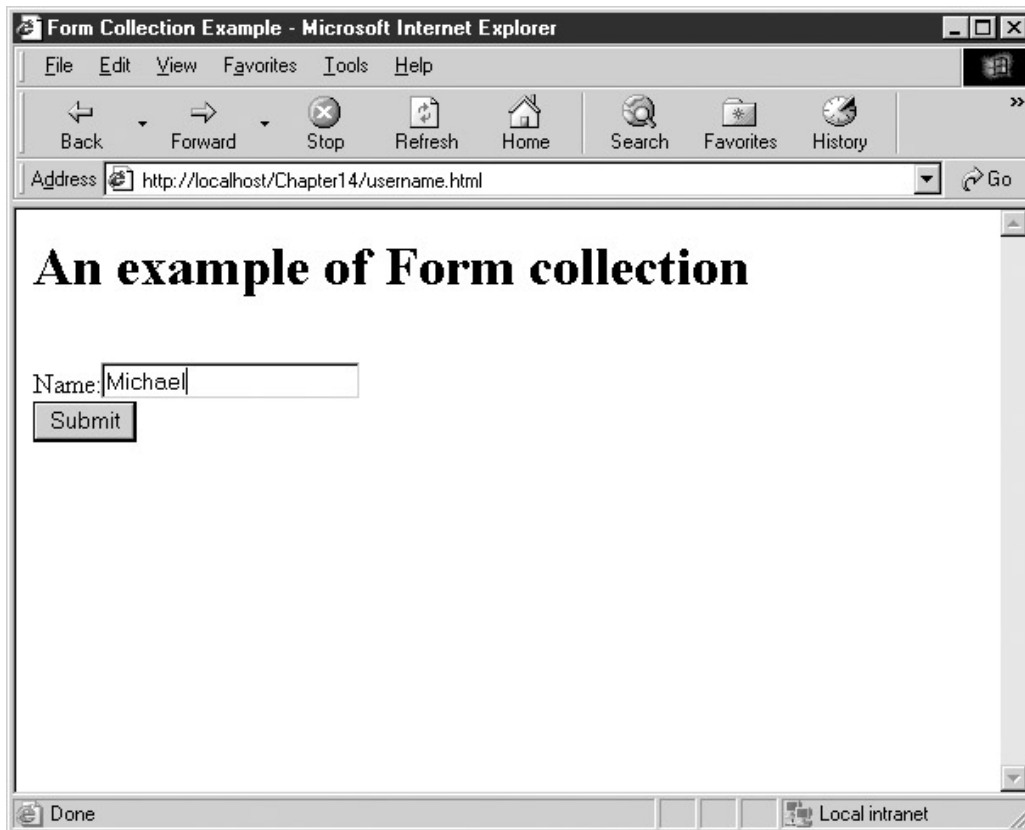 Form Collection Example - Microsoft Internet Explorer
File Edit View Favorites Tools Help
Back Forward Stop Refresh Home Search Favorites History »
Address http://localhost/Chapter14/username.html Go
An example of Form collection
Name: Michael
Submit
Done Local intranet